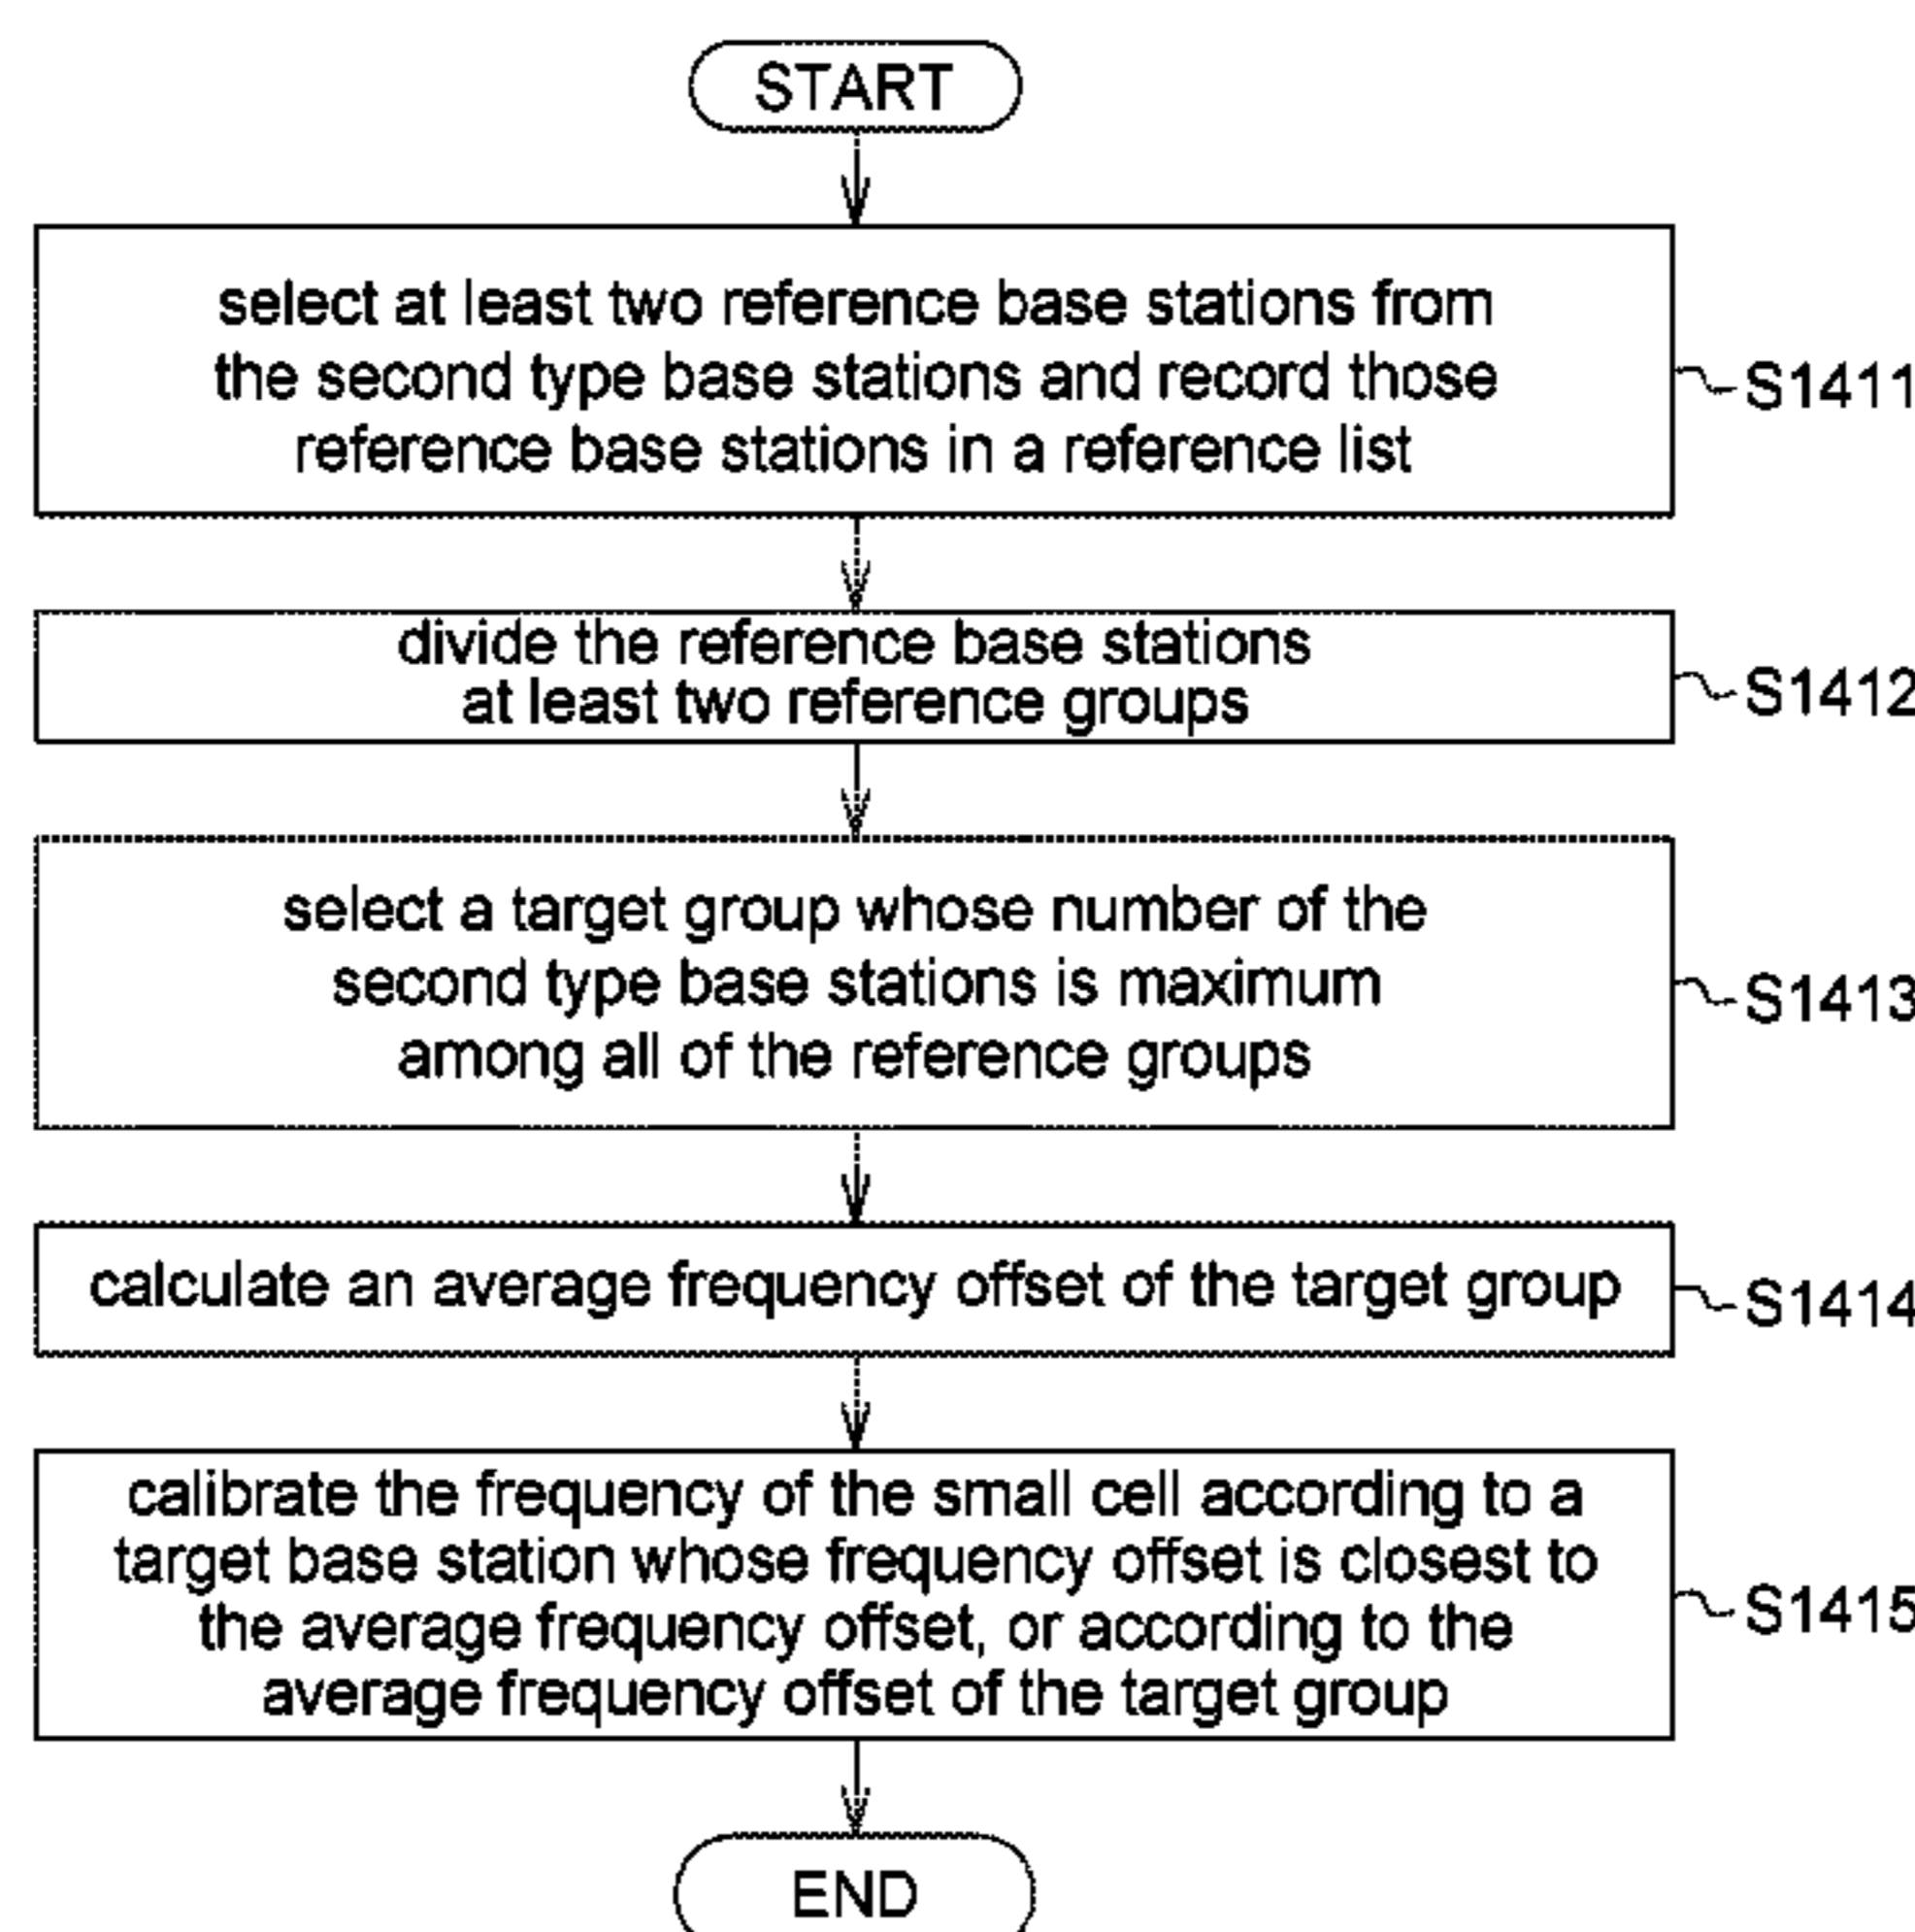 START
select at least two reference base stations from
the second type base stations and record those
reference base stations in a reference list
S1411
divide the reference base stations
at least two reference groups
S1412
select a target group whose number of the
second type base stations is maximum
among all of the reference groups
S1413
calculate an average frequency offset of the target group
S1414
calibrate the frequency of the small cell according to a
target base station whose frequency offset is closest to
the average frequency offset, or according to the
average frequency offset of the target group
S1415
END